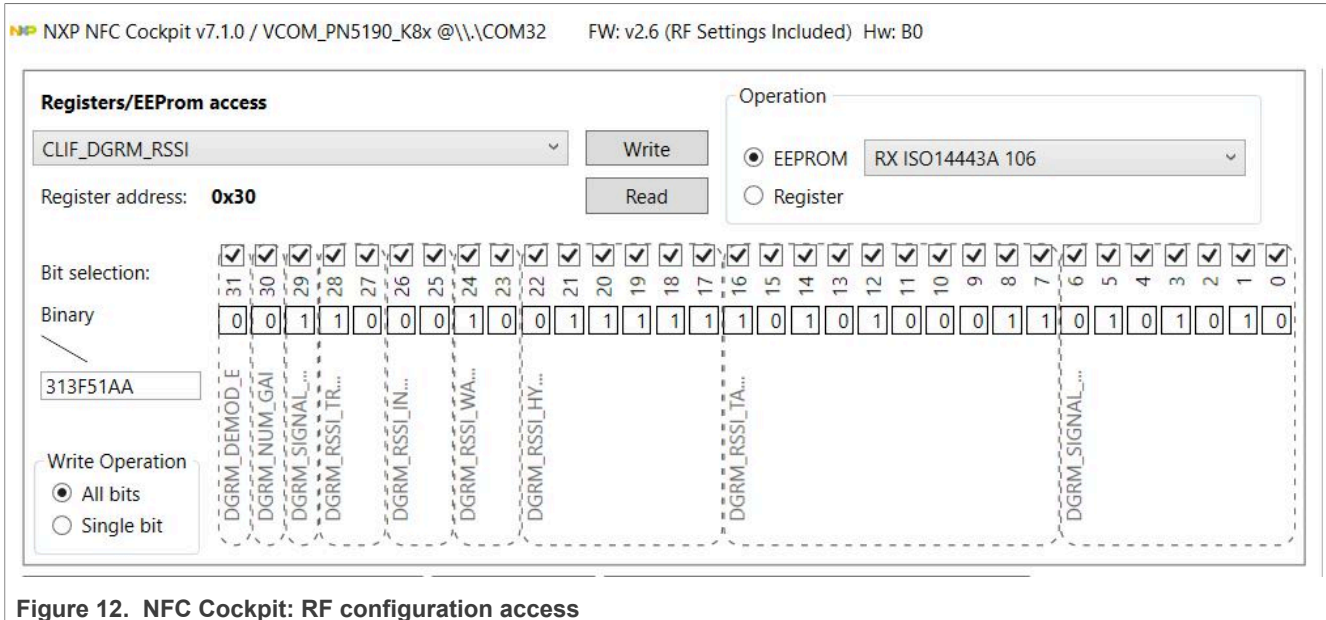 NXP NXP NFC Cockpit v7.1.0 / VCOM_PN5190_K8x @\\.\COM32 FW: v2.6 (RF Settings Included) Hw: B0
Registers/EEProm access
Operation
CLIF_DGRM_RSSI Write
EEPROM RX ISO14443A 106
Register address: 0x30 Read
Register
Bit selection:
31 30 29 28 27 26 25 24 23 22 21 20 19 18 17 16 15 14 13 12 11 10 9 8 7 6 5 4 3 2 1 0
Binary
0 0 1 1 0 0 0 1 0 0 1 1 1 1 1 1 0 1 0 1 0 0 0 1 1 0 1 0 1 0 1 0
313F51AA
DGRM_DEMOD_E
DGRM_NUM_GAI
DGRM_SIGNAL_...
DGRM_RSSI_TR...
DGRM_RSSI_IN...
DGRM_RSSI_WA...
DGRM_RSSI_HY...
DGRM_RSSI_TA...
DGRM_SIGNAL_...
Write Operation
All bits
Single bit
Figure 12. NFC Cockpit: RF configuration access